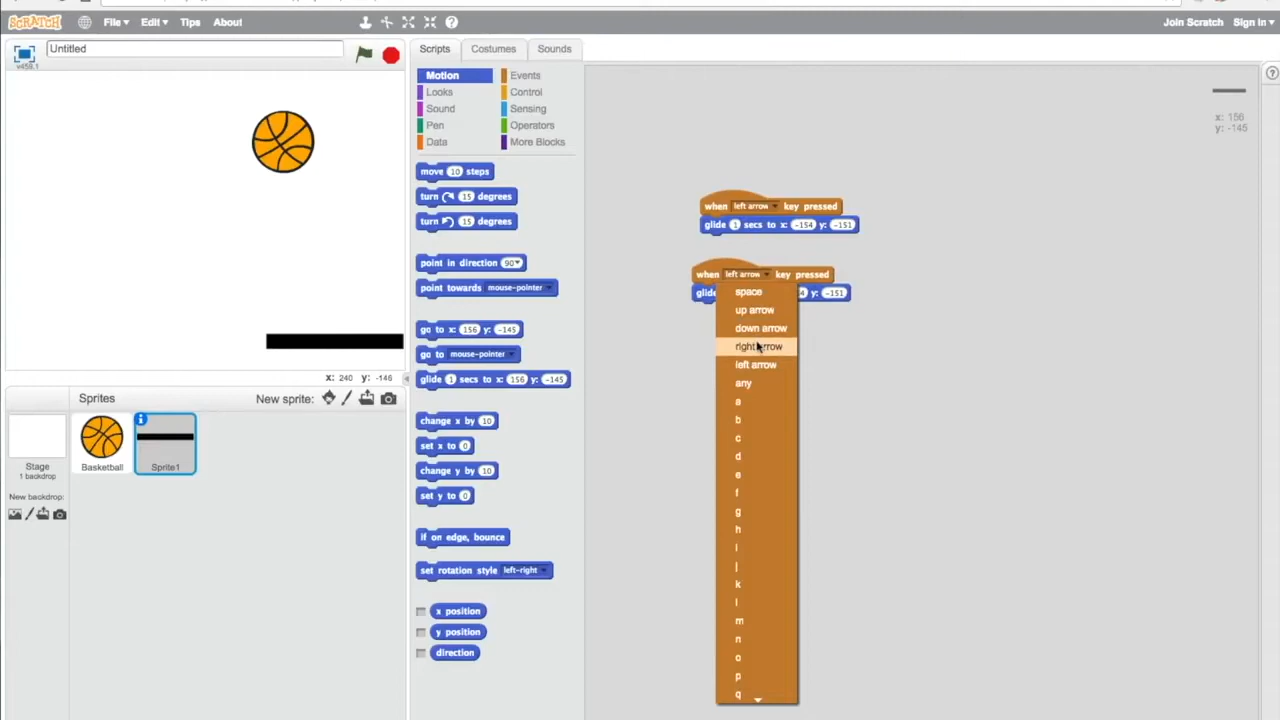 SCRATCH File Edit Tips About Join Scratch Sign in
Untitled
v458.1
Scripts Costumes Sounds
Motion Events
Looks Control
Sound Sensing
Pen Operators
Data More Blocks
x: 156
y: -145
move 10 steps
turn 15 degrees
turn 15 degrees
point in direction 90
point towards mouse-pointer
go to x: 156 y: -145
go to mouse-pointer
glide 1 secs to x: 156 y: -145
change x by 10
set x to 0
change y by 10
set y to 0
if on edge, bounce
set rotation style left-right
x position
y position
direction
when left arrow key pressed
glide 1 secs to x: -154 y: -151
when left arrow key pressed
glide 4 y: -151
space
up arrow
down arrow
right arrow
left arrow
any
a
b
c
d
e
f
g
h
i
j
k
l
m
n
o
p
q
x: 240 y: -146
Sprites New sprite:
Stage
1 backdrop
New backdrop:
Basketball
Sprite1